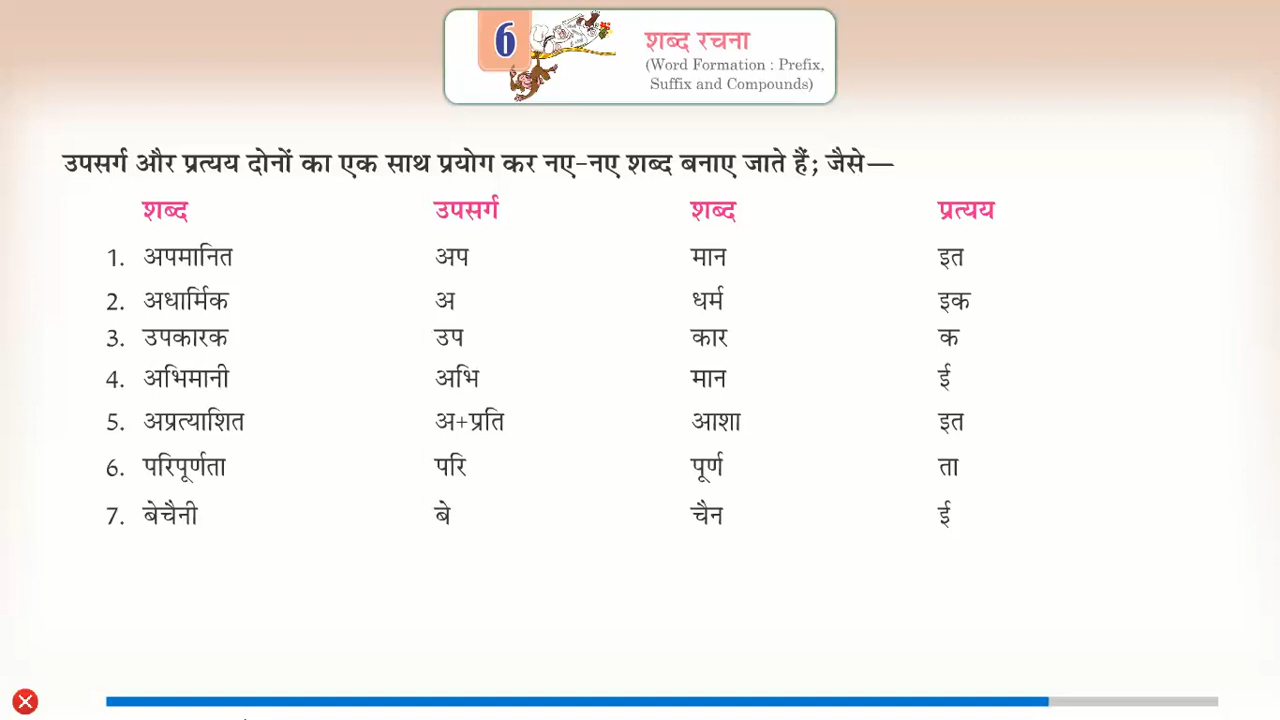 6
शब्द रचना
(Word Formation : Prefix,
Suffix and Compounds)
उपसर्ग और प्रत्यय दोनों का एक साथ प्रयोग कर नए-नए शब्द बनाए जाते हैं; जैसे—
शब्द उपसर्ग शब्द प्रत्यय
1. अपमानित अप मान इत
2. अधार्मिक अ धर्म इक
3. उपकारक उप कार क
4. अभिमानी अभि मान ई
5. अप्रत्याशित अ+प्रति आशा इत
6. परिपूर्णता परि पूर्ण ता
7. बेचैनी बे चैन ई